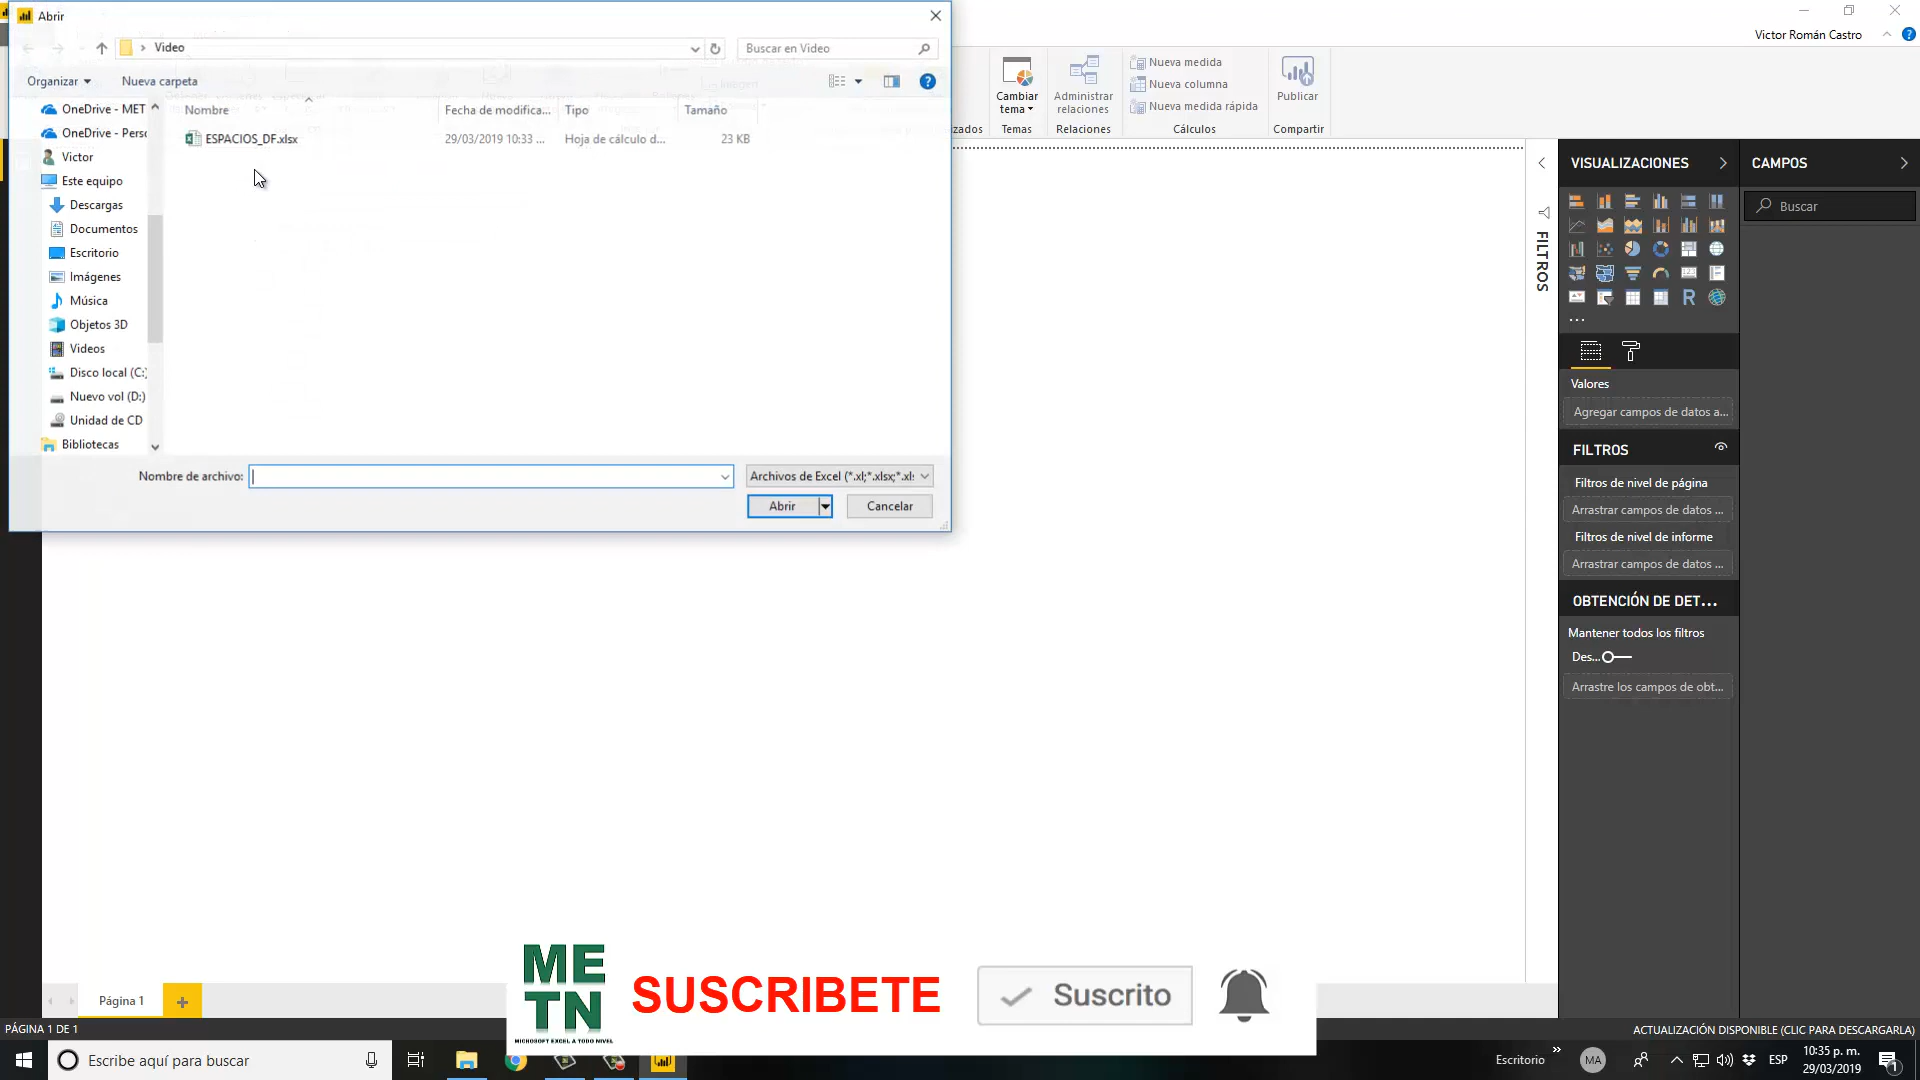 Abrir
Video
Buscar en Video
Organizar
Nueva carpeta
OneDrive - MET
OneDrive - Perso
Victor
Este equipo
Descargas
Documentos
Escritorio
Imágenes
Música
Objetos 3D
Videos
Disco local (C:)
Nuevo vol (D:)
Unidad de CD
Bibliotecas
Nombre
Fecha de modifica...
Tipo
Tamaño
ESPACIOS_DF.xlsx
29/03/2019 10:33 ...
Hoja de cálculo d...
23 KB
Nombre de archivo:
Archivos de Excel (*.xl;*.xlsx;*.xl
Abrir
Cancelar
Victor Román Castro
Cambiar
tema
Temas
Administrar
relaciones
Relaciones
Nueva medida
Nueva columna
Nueva medida rápida
Cálculos
Publicar
Compartir
FILTROS
VISUALIZACIONES
R
Valores
Agregar campos de datos a...
FILTROS
Filtros de nivel de página
Arrastrar campos de datos ...
Filtros de nivel de informe
Arrastrar campos de datos ...
OBTENCIÓN DE DET...
Mantener todos los filtros
Des...
Arrastre los campos de obt...
CAMPOS
Buscar
Página 1
PÁGINA 1 DE 1
ACTUALIZACIÓN DISPONIBLE (CLIC PARA DESCARGARLA)
ME
TN
MICROSOFT EXCEL A TODO NIVEL
SUSCRIBETE
Suscrito
Escribe aquí para buscar
Escritorio
MA
ESP
10:35 p. m.
29/03/2019
1